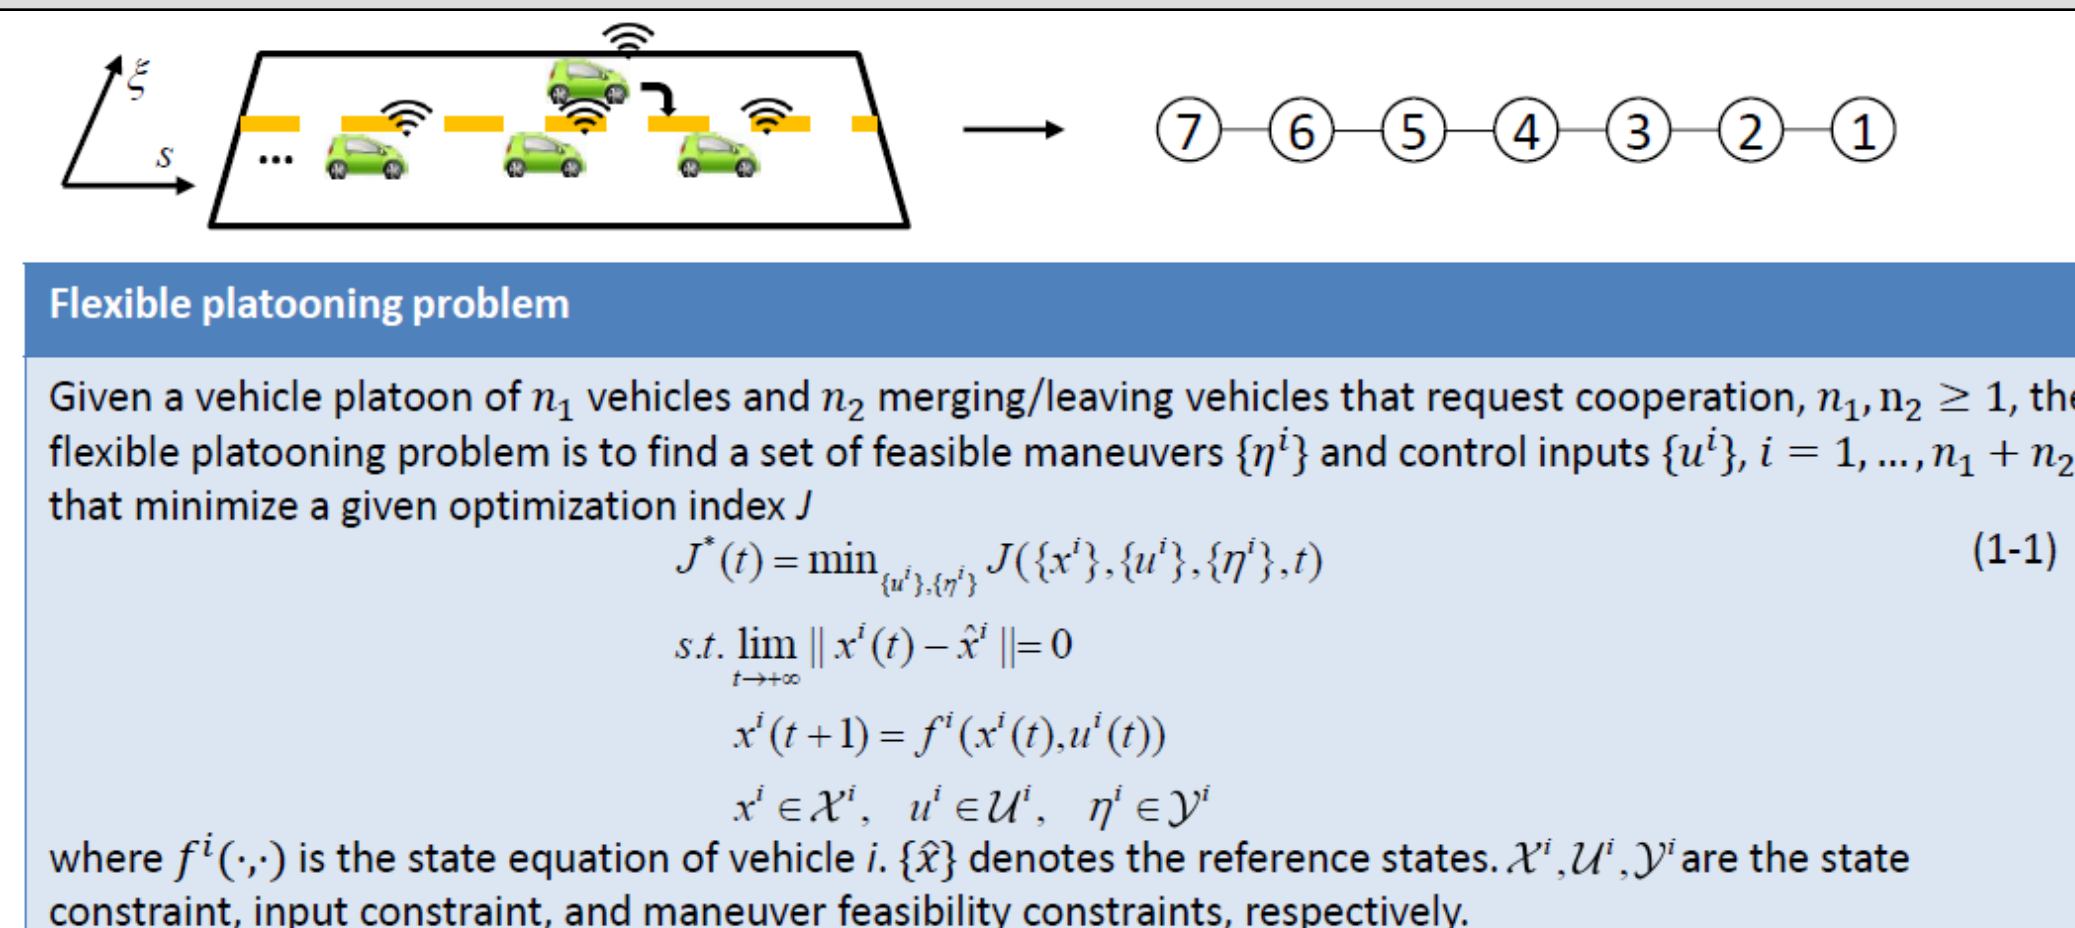 ξ
s
...
7 6 5 4 3 2 1
Flexible platooning problem
Given a vehicle platoon of n₁ vehicles and n₂ merging/leaving vehicles that request cooperation, n₁,n₂ ≥ 1, the
flexible platooning problem is to find a set of feasible maneuvers {ηⁱ} and control inputs {uⁱ}, i = 1, ..., n₁ + n₂
that minimize a given optimization index J
J*(t) = min_{{uⁱ},{ηⁱ}} J({xⁱ},{uⁱ},{ηⁱ},t) (1-1)
s.t. lim_{t→+∞} || xⁱ(t) − x̂ⁱ ||= 0
xⁱ(t+1) = fⁱ(xⁱ(t),uⁱ(t))
xⁱ ∈ 𝒳ⁱ, uⁱ ∈ 𝒰ⁱ, ηⁱ ∈ 𝒴ⁱ
where fⁱ(·,·) is the state equation of vehicle i. {x̂} denotes the reference states. 𝒳ⁱ,𝒰ⁱ,𝒴ⁱ are the state
constraint, input constraint, and maneuver feasibility constraints, respectively.